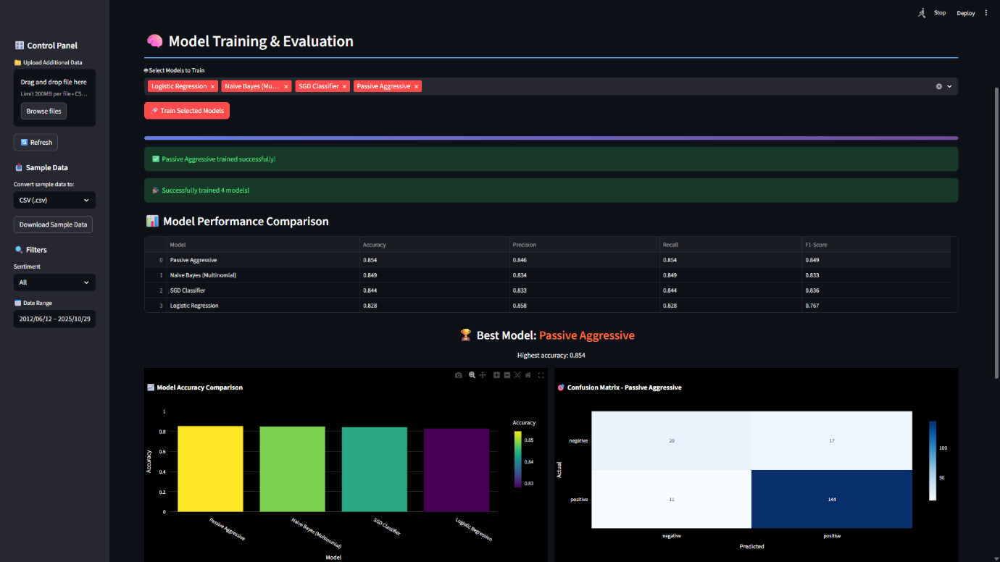 Stop
Deploy
Control Panel
Upload Additional Data
Drag and drop file here
Limit 200MB per file • CS...
Browse files
Refresh
Sample Data
Convert sample data to:
CSV (.csv)
Download Sample Data
Filters
Sentiment
All
Date Range
2012/06/12 – 2025/10/29
Model Training & Evaluation
Select Models to Train
Logistic Regression × Naive Bayes (Mu... × SGD Classifier × Passive Aggressive ×
Train Selected Models
Passive Aggressive trained successfully!
Successfully trained 4 models!
Model Performance Comparison
Model Accuracy Precision Recall F1-Score
0 Passive Aggressive 0.854 0.846 0.854 0.849
1 Naive Bayes (Multinomial) 0.849 0.834 0.849 0.833
2 SGD Classifier 0.844 0.833 0.844 0.836
3 Logistic Regression 0.828 0.858 0.828 0.767
Best Model: Passive Aggressive
Highest accuracy: 0.854
Model Accuracy Comparison
1
0.8
0.6
0.4
0.2
0
Accuracy
Passive Aggressive
Naive Bayes (Multinomial)
SGD Classifier
Logistic Regression
Model
Accuracy
0.85
0.84
0.83
Confusion Matrix - Passive Aggressive
Actual
negative 20 17
positive 11 144
negative positive
Predicted
100
50